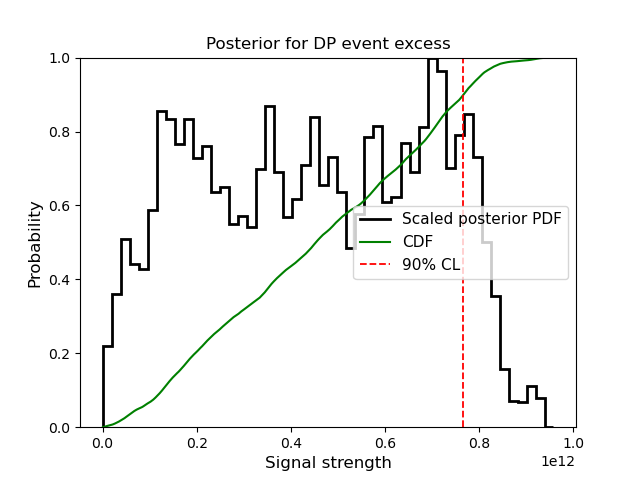 Posterior for DP event excess
1.0
0.8
0.6
0.4
0.2
0.0
Probability
Scaled posterior PDF
CDF
90% CL
0.0 0.2 0.4 0.6 0.8 1.0
1e12
Signal strength